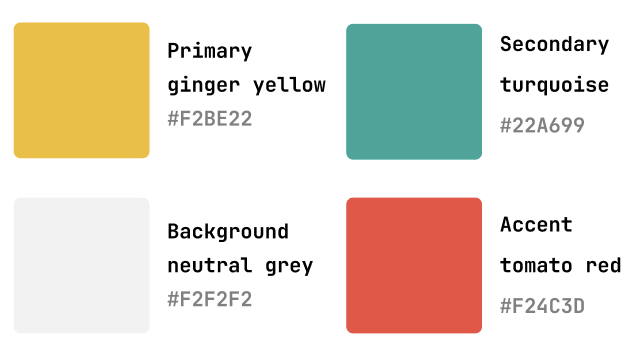 Primary
ginger yellow
#F2BE22
Secondary
turquoise
#22A699
Background
neutral grey
#F2F2F2
Accent
tomato red
#F24C3D